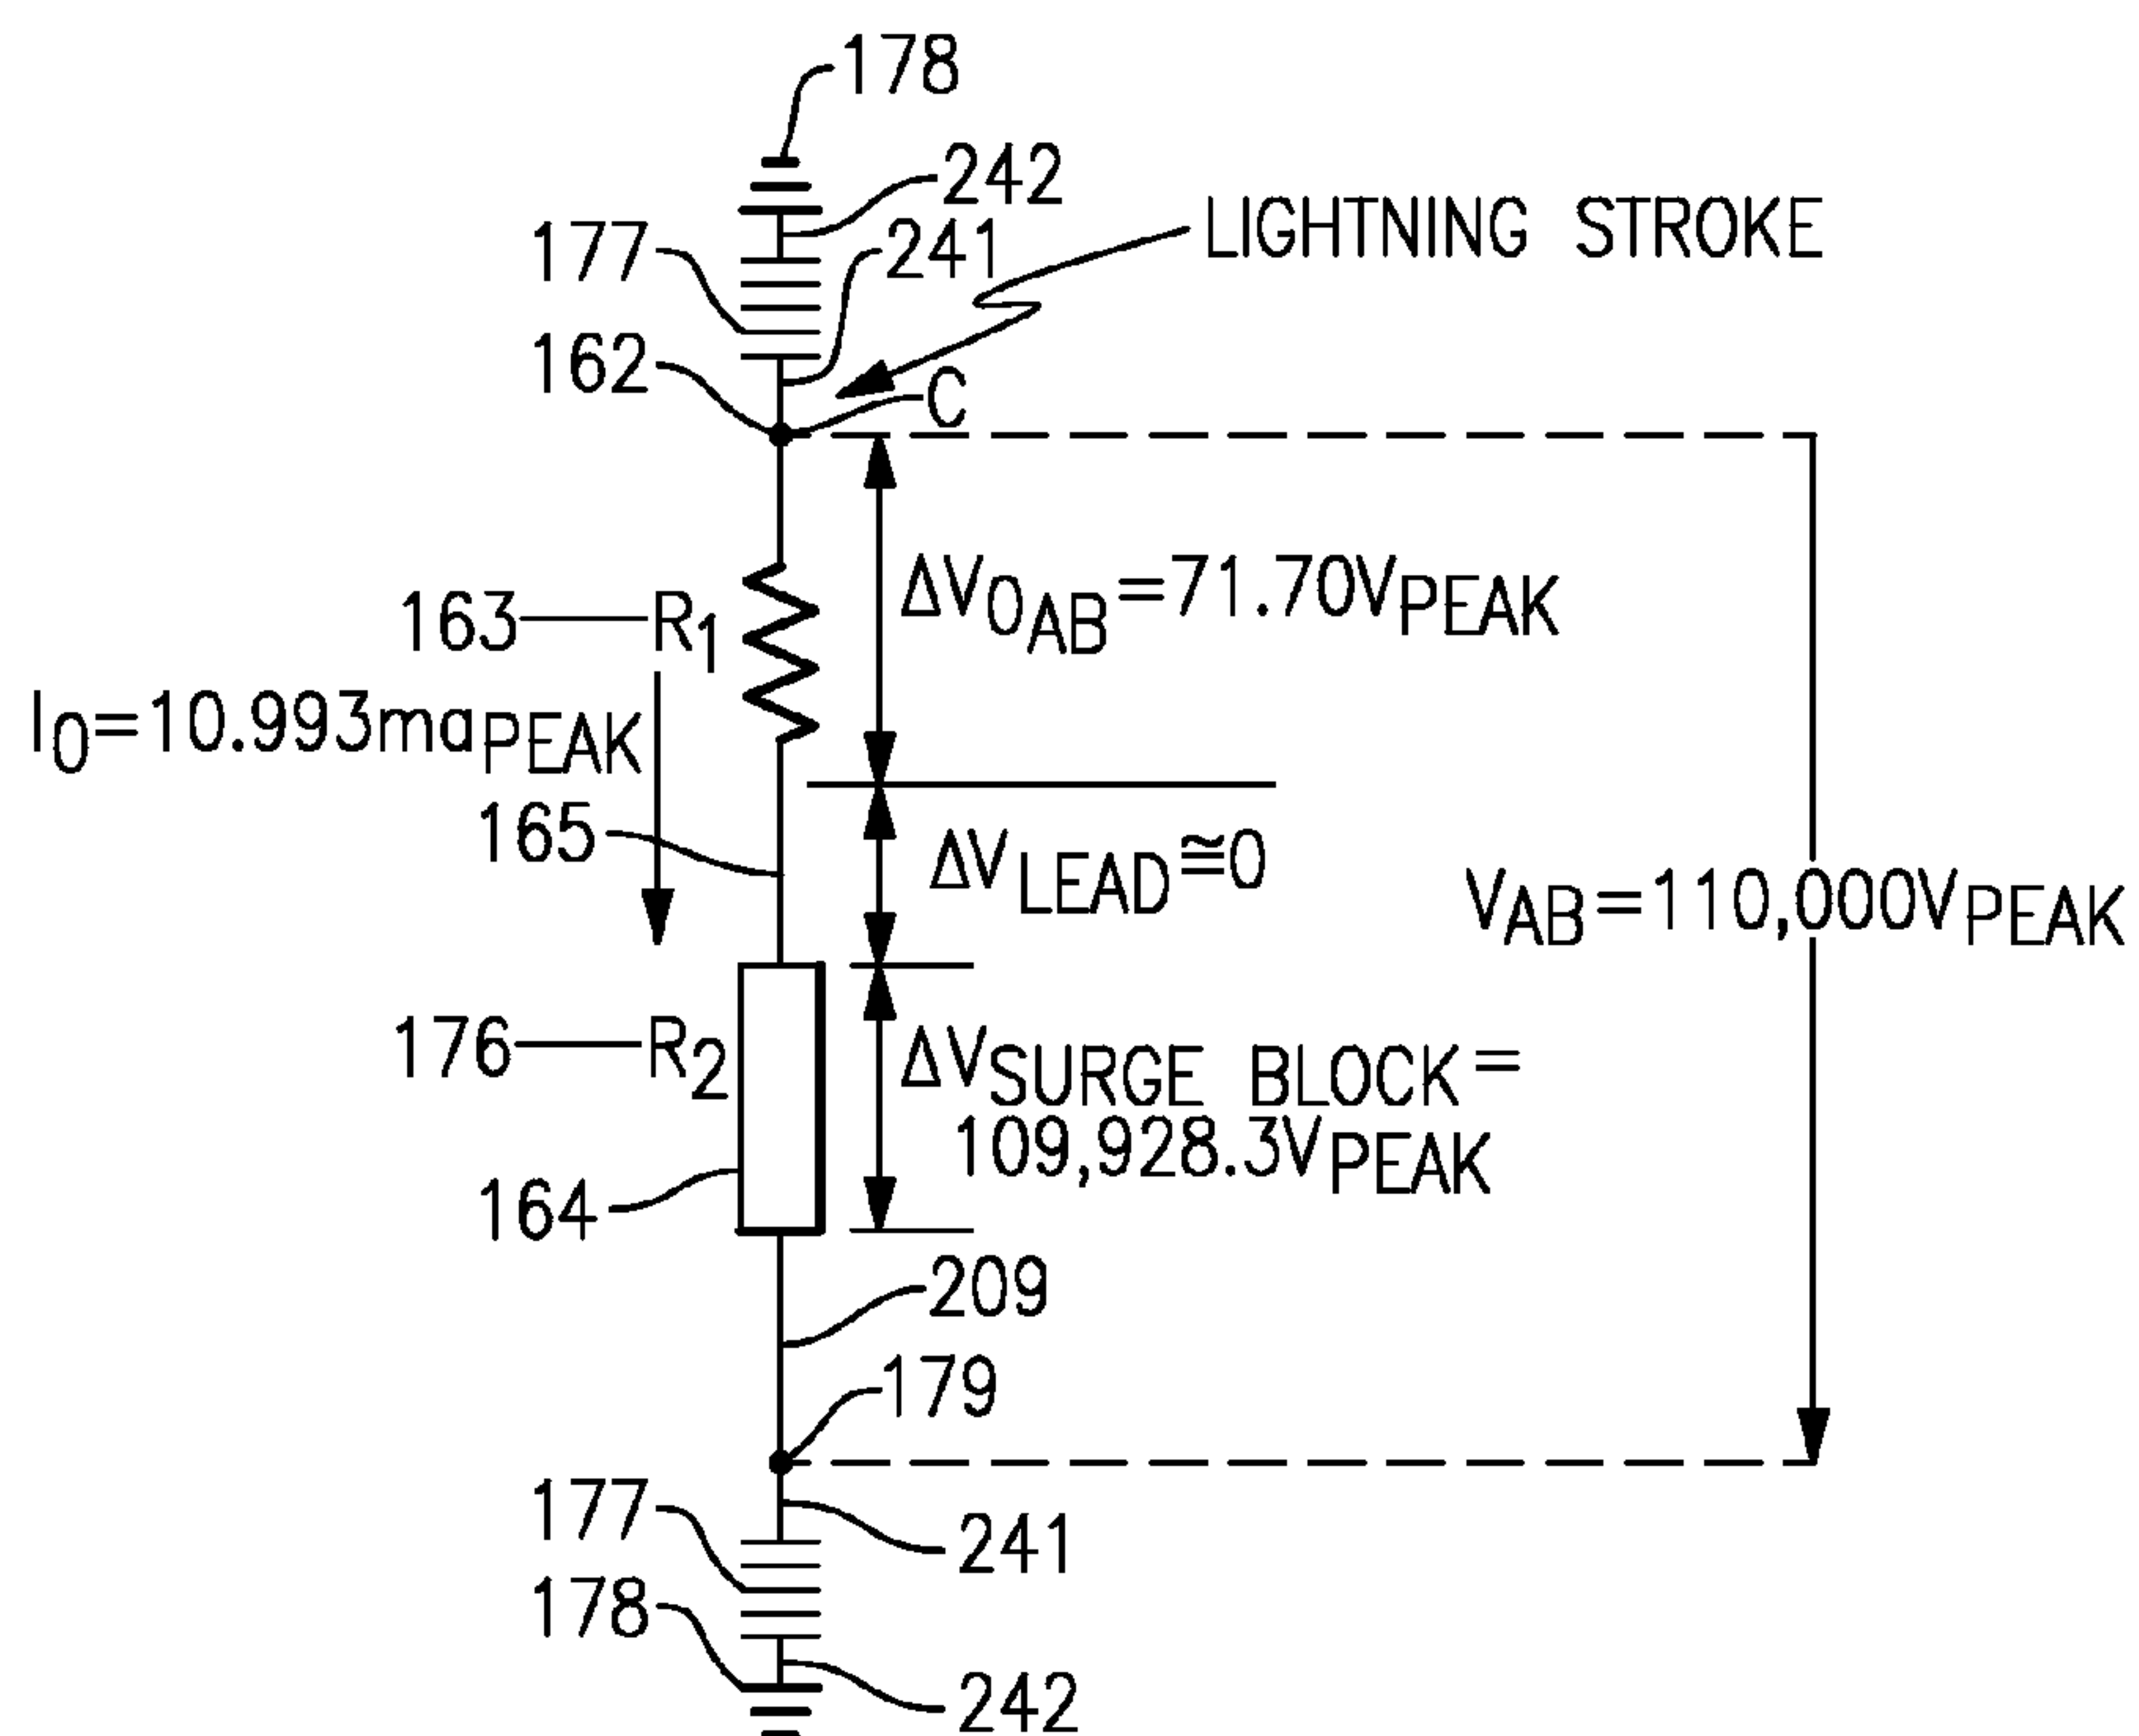 178
242
LIGHTNING STROKE
177
241
162
C
ΔV0AB=71.70VPEAK
163—R1
I0=10.993maPEAK
165
ΔVLEAD≅0
VAB=110,000VPEAK
176—R2
ΔVSURGE BLOCK=
109,928.3VPEAK
164
209
179
177
241
178
242